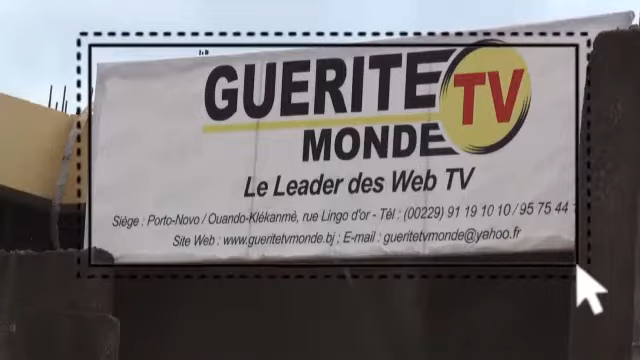 GUERITE TV
MONDE
Le Leader des Web TV
Siège : Porto-Novo / Ouando-Klékanmè, rue Lingo d'or - Tél : (00229) 91 19 10 10 / 95 75 44
Site Web : www.gueritetvmonde.bj ; E-mail : gueritetvmonde@yahoo.fr